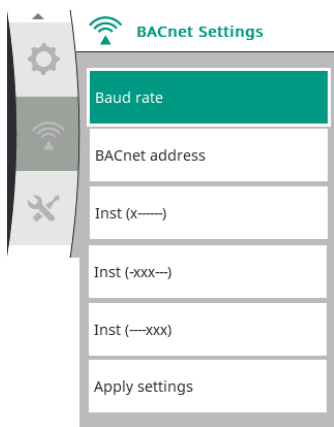 BACnet Settings
Baud rate
BACnet address
Inst (x------)
Inst (-xxx---)
Inst (----xxx)
Apply settings